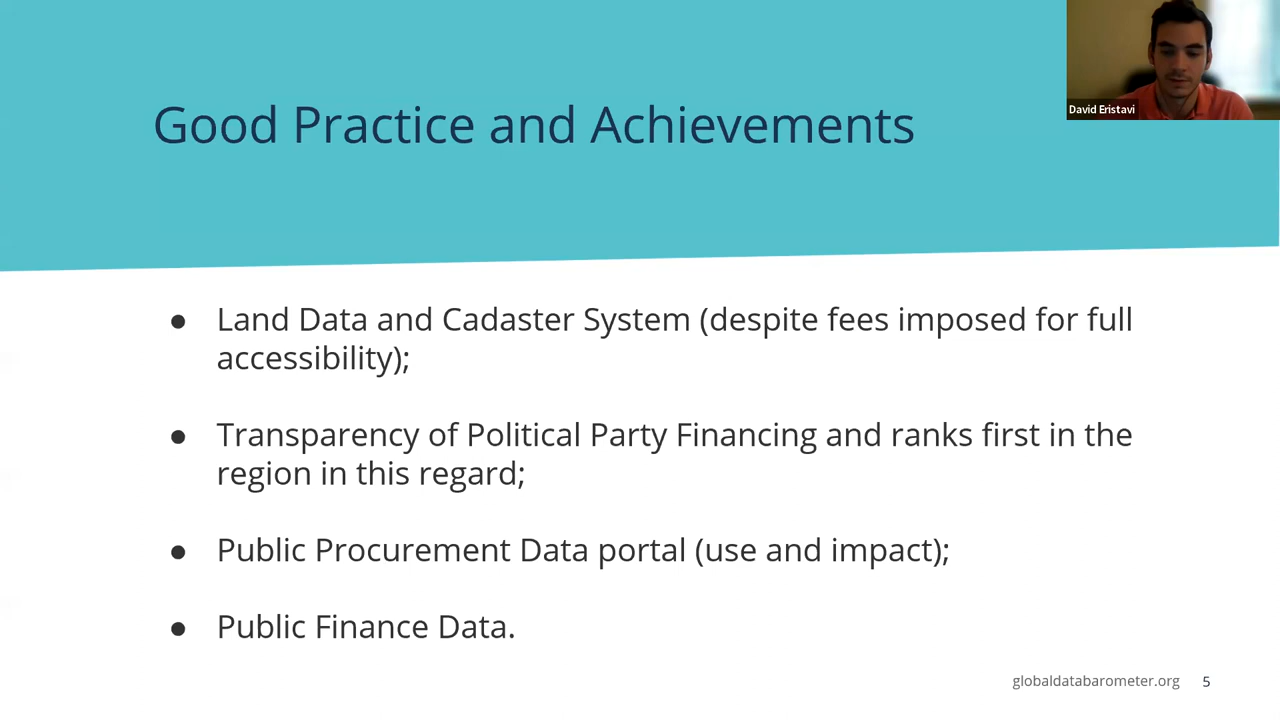 David Eristavi
Good Practice and Achievements
● Land Data and Cadaster System (despite fees imposed for full
accessibility);
● Transparency of Political Party Financing and ranks first in the
region in this regard;
● Public Procurement Data portal (use and impact);
● Public Finance Data.
globaldatabarometer.org 5